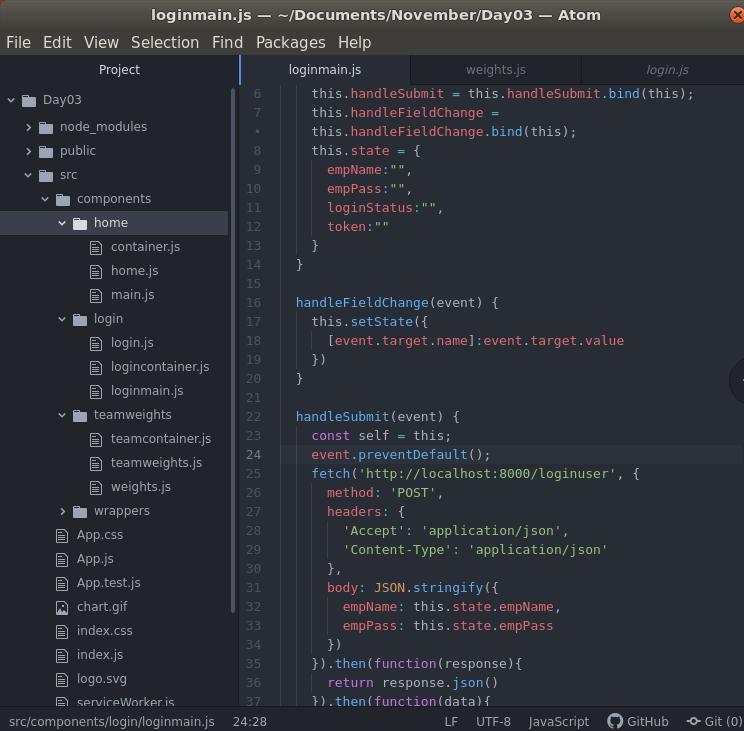 loginmain.js — ~/Documents/November/Day03 — Atom
File Edit View Selection Find Packages Help
Project
Day03
node_modules
public
src
components
home
container.js
home.js
main.js
login
login.js
logincontainer.js
loginmain.js
teamweights
teamcontainer.js
teamweights.js
weights.js
wrappers
App.css
App.js
App.test.js
chart.gif
index.css
index.js
logo.svg
serviceWorker.js
loginmain.js weights.js login.js
6 this.handleSubmit = this.handleSubmit.bind(this);
7 this.handleFieldChange =
• this.handleFieldChange.bind(this);
8 this.state = {
9 empName:"",
10 empPass:"",
11 loginStatus:"",
12 token:""
13 }
14 }
15
16 handleFieldChange(event) {
17 this.setState({
18 [event.target.name]:event.target.value
19 })
20 }
21
22 handleSubmit(event) {
23 const self = this;
24 event.preventDefault();
25 fetch('http://localhost:8000/loginuser', {
26 method: 'POST',
27 headers: {
28 'Accept': 'application/json',
29 'Content-Type': 'application/json'
30 },
31 body: JSON.stringify({
32 empName: this.state.empName,
33 empPass: this.state.empPass
34 })
35 }).then(function(response){
36 return response.json()
37 }).then(function(data){
src/components/login/loginmain.js 24:28 LF UTF-8 JavaScript GitHub Git (0)